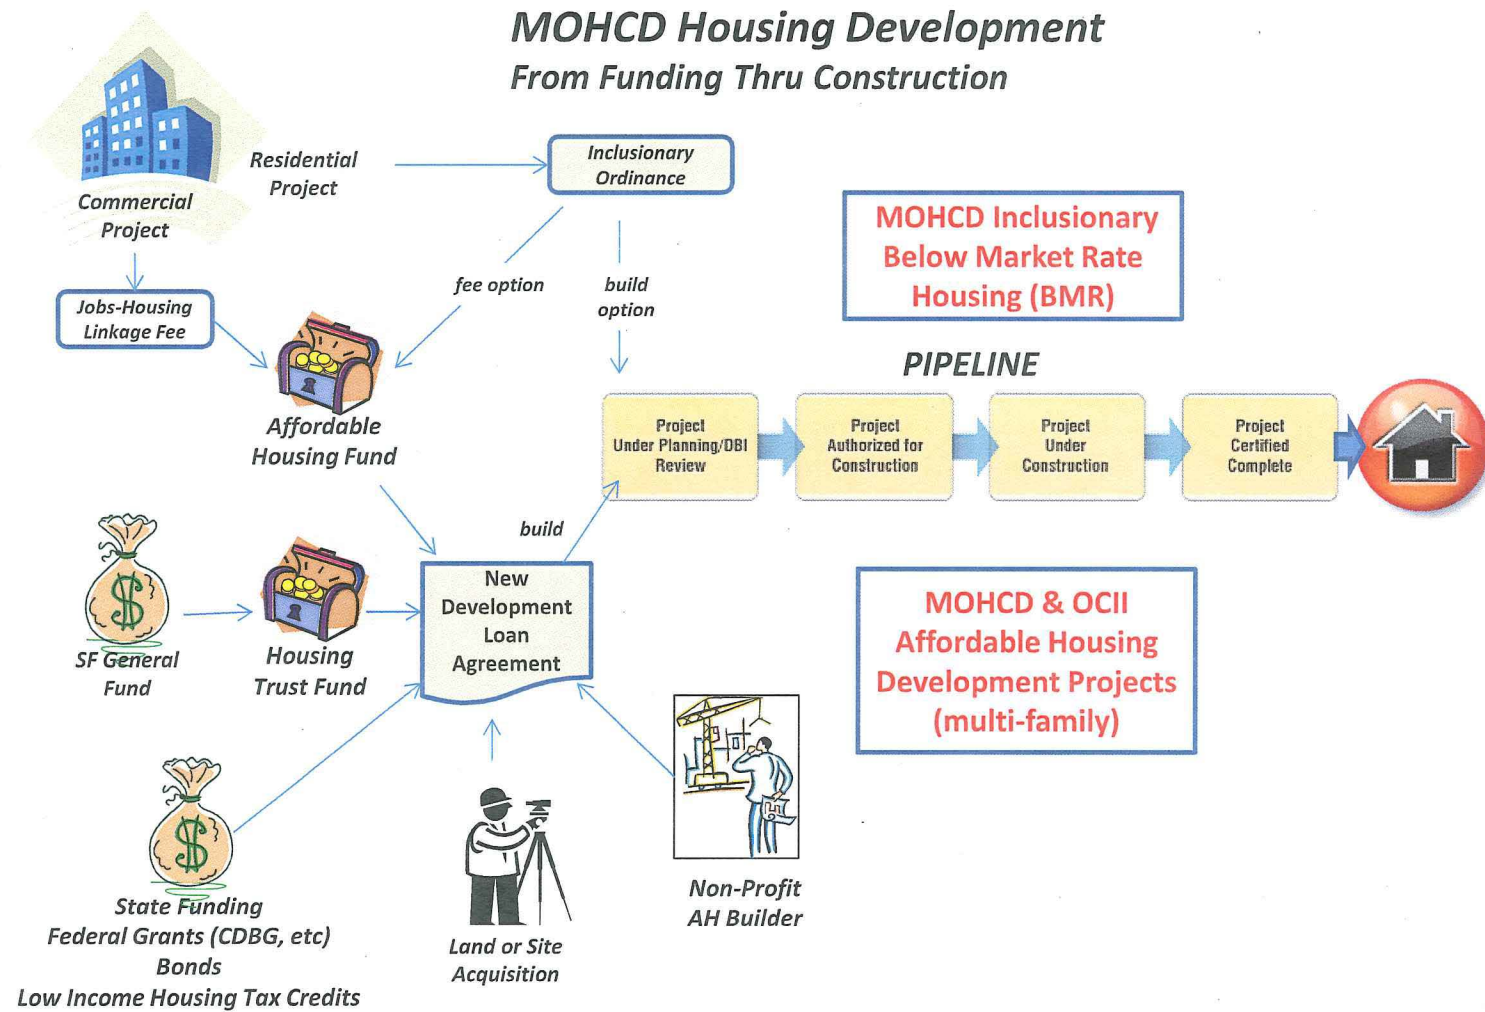 MOHCD Housing Development
From Funding Thru Construction
Residential
Project
Inclusionary
Ordinance
Commercial
Project
MOHCD Inclusionary
Below Market Rate
Housing (BMR)
fee option
build
option
Jobs-Housing
Linkage Fee
PIPELINE
Affordable
Housing Fund
Project
Under Planning/DBI
Review
Project
Authorized for
Construction
Project
Under
Construction
Project
Certified
Complete
build
$
SF General
Fund
Housing
Trust Fund
New
Development
Loan
Agreement
MOHCD & OCII
Affordable Housing
Development Projects
(multi-family)
$
State Funding
Federal Grants (CDBG, etc)
Bonds
Low Income Housing Tax Credits
Land or Site
Acquisition
Non-Profit
AH Builder